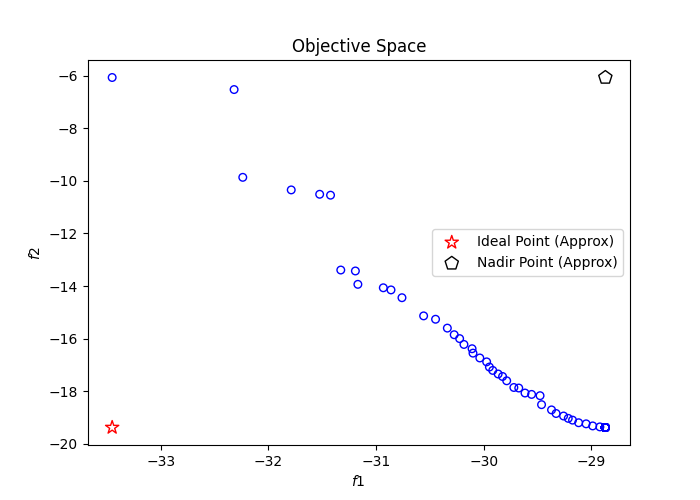 Objective Space
−6
−8
−10
−12
−14
−16
−18
−20
f2
Ideal Point (Approx)
Nadir Point (Approx)
−33
−32
−31
−30
−29
f1